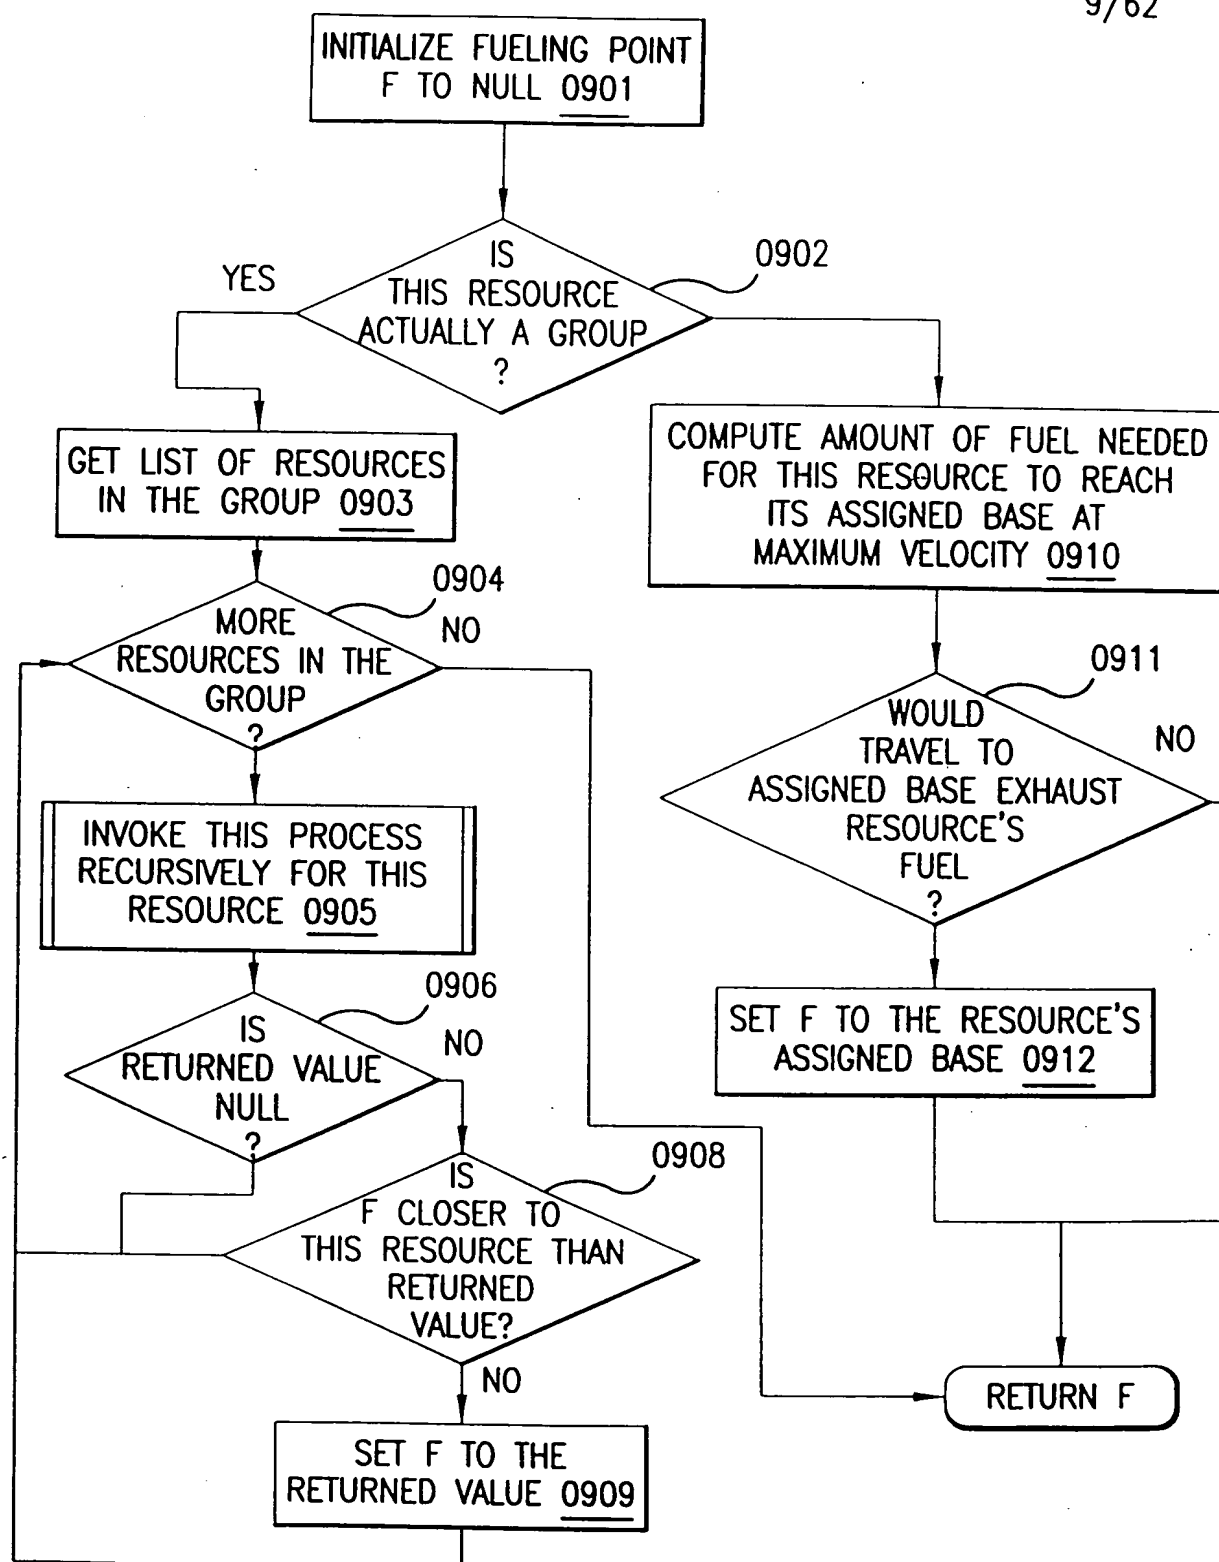 9/62
INITIALIZE FUELING POINT
F TO NULL 0901
IS
THIS RESOURCE
ACTUALLY A GROUP
?
0902
YES
GET LIST OF RESOURCES
IN THE GROUP 0903
COMPUTE AMOUNT OF FUEL NEEDED
FOR THIS RESOURCE TO REACH
ITS ASSIGNED BASE AT
MAXIMUM VELOCITY 0910
0904
NO
MORE
RESOURCES IN THE
GROUP
?
0911
NO
WOULD
TRAVEL TO
ASSIGNED BASE EXHAUST
RESOURCE'S
FUEL
?
INVOKE THIS PROCESS
RECURSIVELY FOR THIS
RESOURCE 0905
0906
NO
IS
RETURNED VALUE
NULL
?
SET F TO THE RESOURCE'S
ASSIGNED BASE 0912
0908
IS
F CLOSER TO
THIS RESOURCE THAN
RETURNED
VALUE?
NO
RETURN F
SET F TO THE
RETURNED VALUE 0909